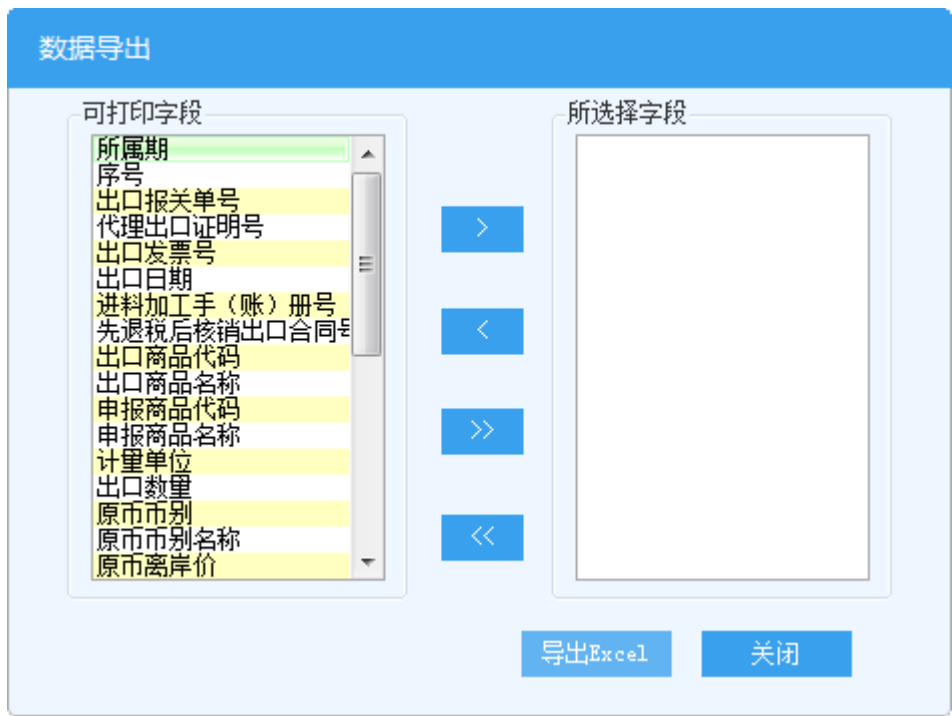 数据导出
可打印字段
所属期
序号
出口报关单号
代理出口证明号
出口发票号
出口日期
进料加工手（账）册号
先退税后核销出口合同号
出口商品代码
出口商品名称
申报商品代码
申报商品名称
计量单位
出口数量
原币币别
原币币别名称
原币离岸价
>
<
>>
<<
所选择字段
导出Excel
关闭